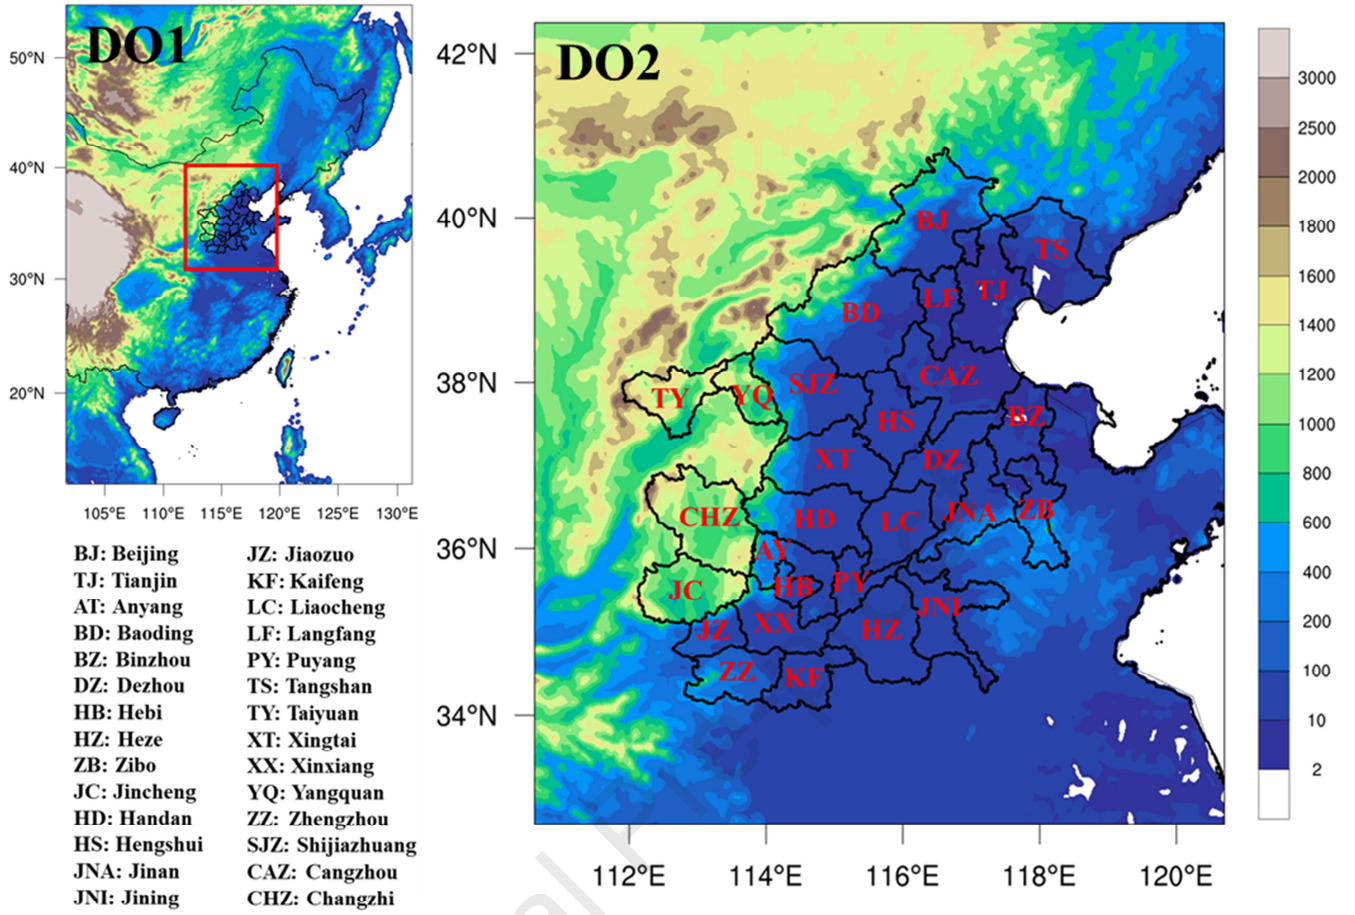 DO1
50°N
40°N
30°N
20°N
105°E 110°E 115°E 120°E 125°E 130°E
BJ: Beijing
TJ: Tianjin
AT: Anyang
BD: Baoding
BZ: Binzhou
DZ: Dezhou
HB: Hebi
HZ: Heze
ZB: Zibo
JC: Jincheng
HD: Handan
HS: Hengshui
JNA: Jinan
JNI: Jining
JZ: Jiaozuo
KF: Kaifeng
LC: Liaocheng
LF: Langfang
PY: Puyang
TS: Tangshan
TY: Taiyuan
XT: Xingtai
XX: Xinxiang
YQ: Yangquan
ZZ: Zhengzhou
SJZ: Shijiazhuang
CAZ: Cangzhou
CHZ: Changzhi
DO2
42°N
40°N
38°N
36°N
34°N
112°E 114°E 116°E 118°E 120°E
BJ
TS
TJ
LF
BD
CAZ
SJZ
TY
YQ
BZ
HS
XT
DZ
CHZ
HD
LC
JNA
ZB
AY
JC
HB
PY
JNI
JZ
XX
HZ
ZZ
KF
3000
2500
2000
1800
1600
1400
1200
1000
800
600
400
200
100
10
2